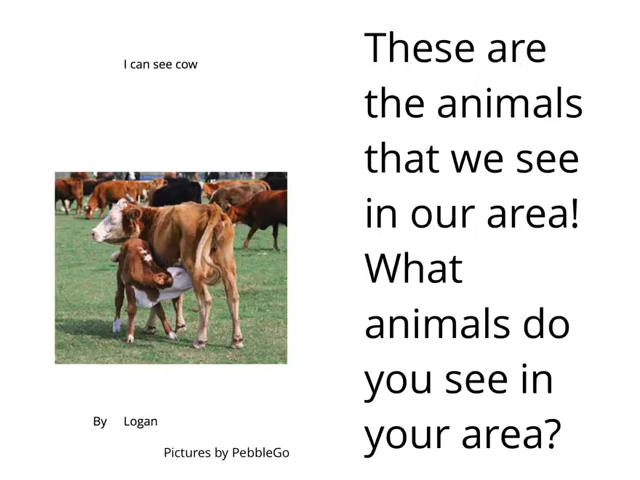 I can see cow
By Logan
Pictures by PebbleGo
These are
the animals
that we see
in our area!
What
animals do
you see in
your area?